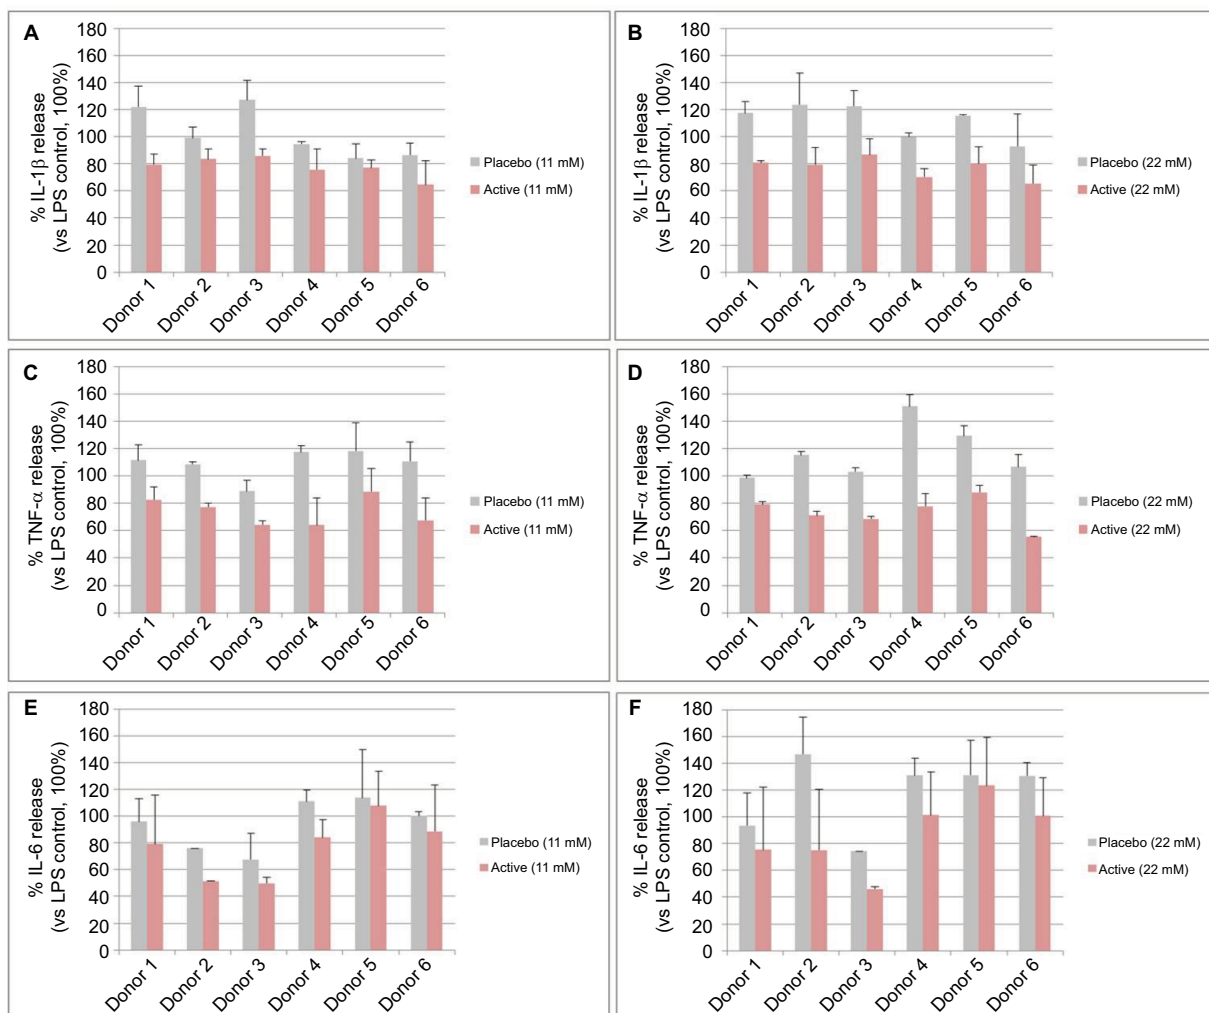 A
% IL-1β release
(vs LPS control, 100%)
180
160
140
120
100
80
60
40
20
0
Donor 1
Donor 2
Donor 3
Donor 4
Donor 5
Donor 6
Placebo (11 mM)
Active (11 mM)
B
% IL-1β release
(vs LPS control, 100%)
180
160
140
120
100
80
60
40
20
0
Donor 1
Donor 2
Donor 3
Donor 4
Donor 5
Donor 6
Placebo (22 mM)
Active (22 mM)
C
% TNF-α release
(vs LPS control, 100%)
180
160
140
120
100
80
60
40
20
0
Donor 1
Donor 2
Donor 3
Donor 4
Donor 5
Donor 6
Placebo (11 mM)
Active (11 mM)
D
% TNF-α release
(vs LPS control, 100%)
180
160
140
120
100
80
60
40
20
0
Donor 1
Donor 2
Donor 3
Donor 4
Donor 5
Donor 6
Placebo (22 mM)
Active (22 mM)
E
% IL-6 release
(vs LPS control, 100%)
180
160
140
120
100
80
60
40
20
0
Donor 1
Donor 2
Donor 3
Donor 4
Donor 5
Donor 6
Placebo (11 mM)
Active (11 mM)
F
% IL-6 release
(vs LPS control, 100%)
180
160
140
120
100
80
60
40
20
0
Donor 1
Donor 2
Donor 3
Donor 4
Donor 5
Donor 6
Placebo (22 mM)
Active (22 mM)